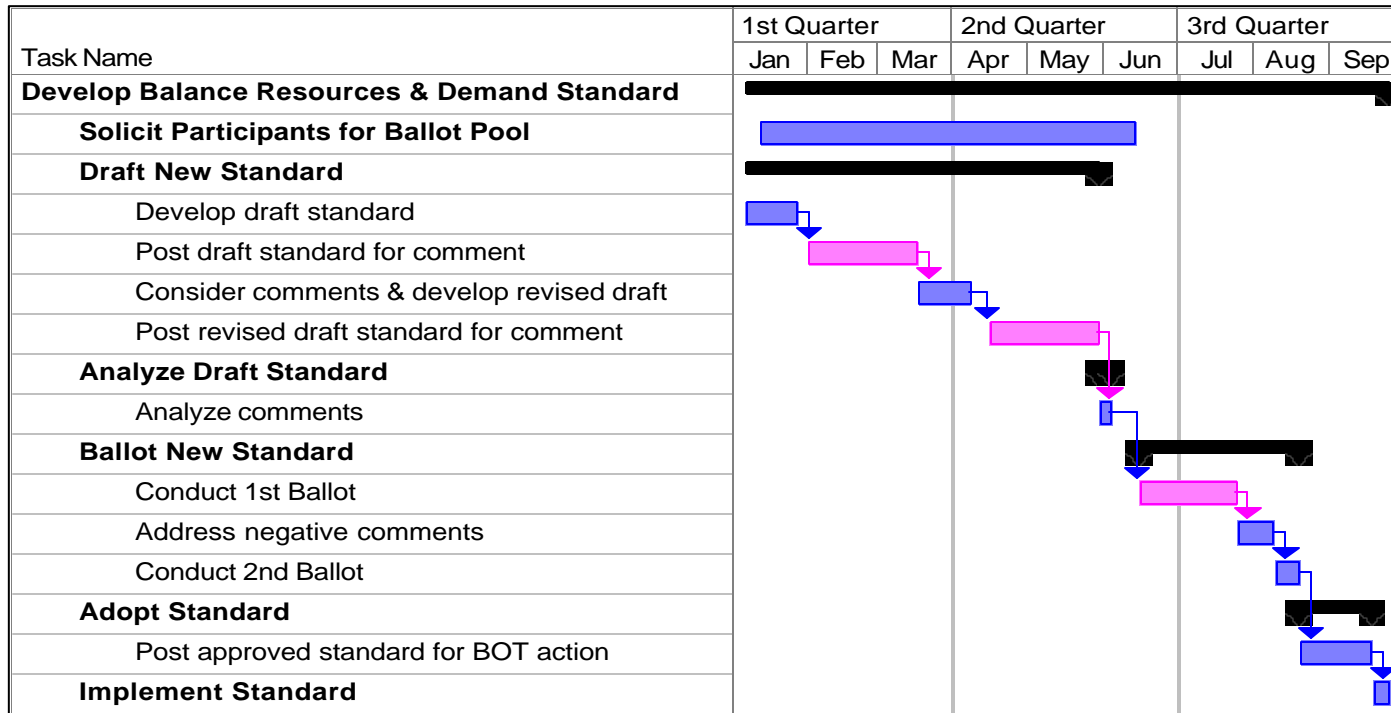 1st Quarter 2nd Quarter 3rd Quarter
Task Name Jan Feb Mar Apr May Jun Jul Aug Sep
Develop Balance Resources & Demand Standard
Solicit Participants for Ballot Pool
Draft New Standard
Develop draft standard
Post draft standard for comment
Consider comments & develop revised draft
Post revised draft standard for comment
Analyze Draft Standard
Analyze comments
Ballot New Standard
Conduct 1st Ballot
Address negative comments
Conduct 2nd Ballot
Adopt Standard
Post approved standard for BOT action
Implement Standard